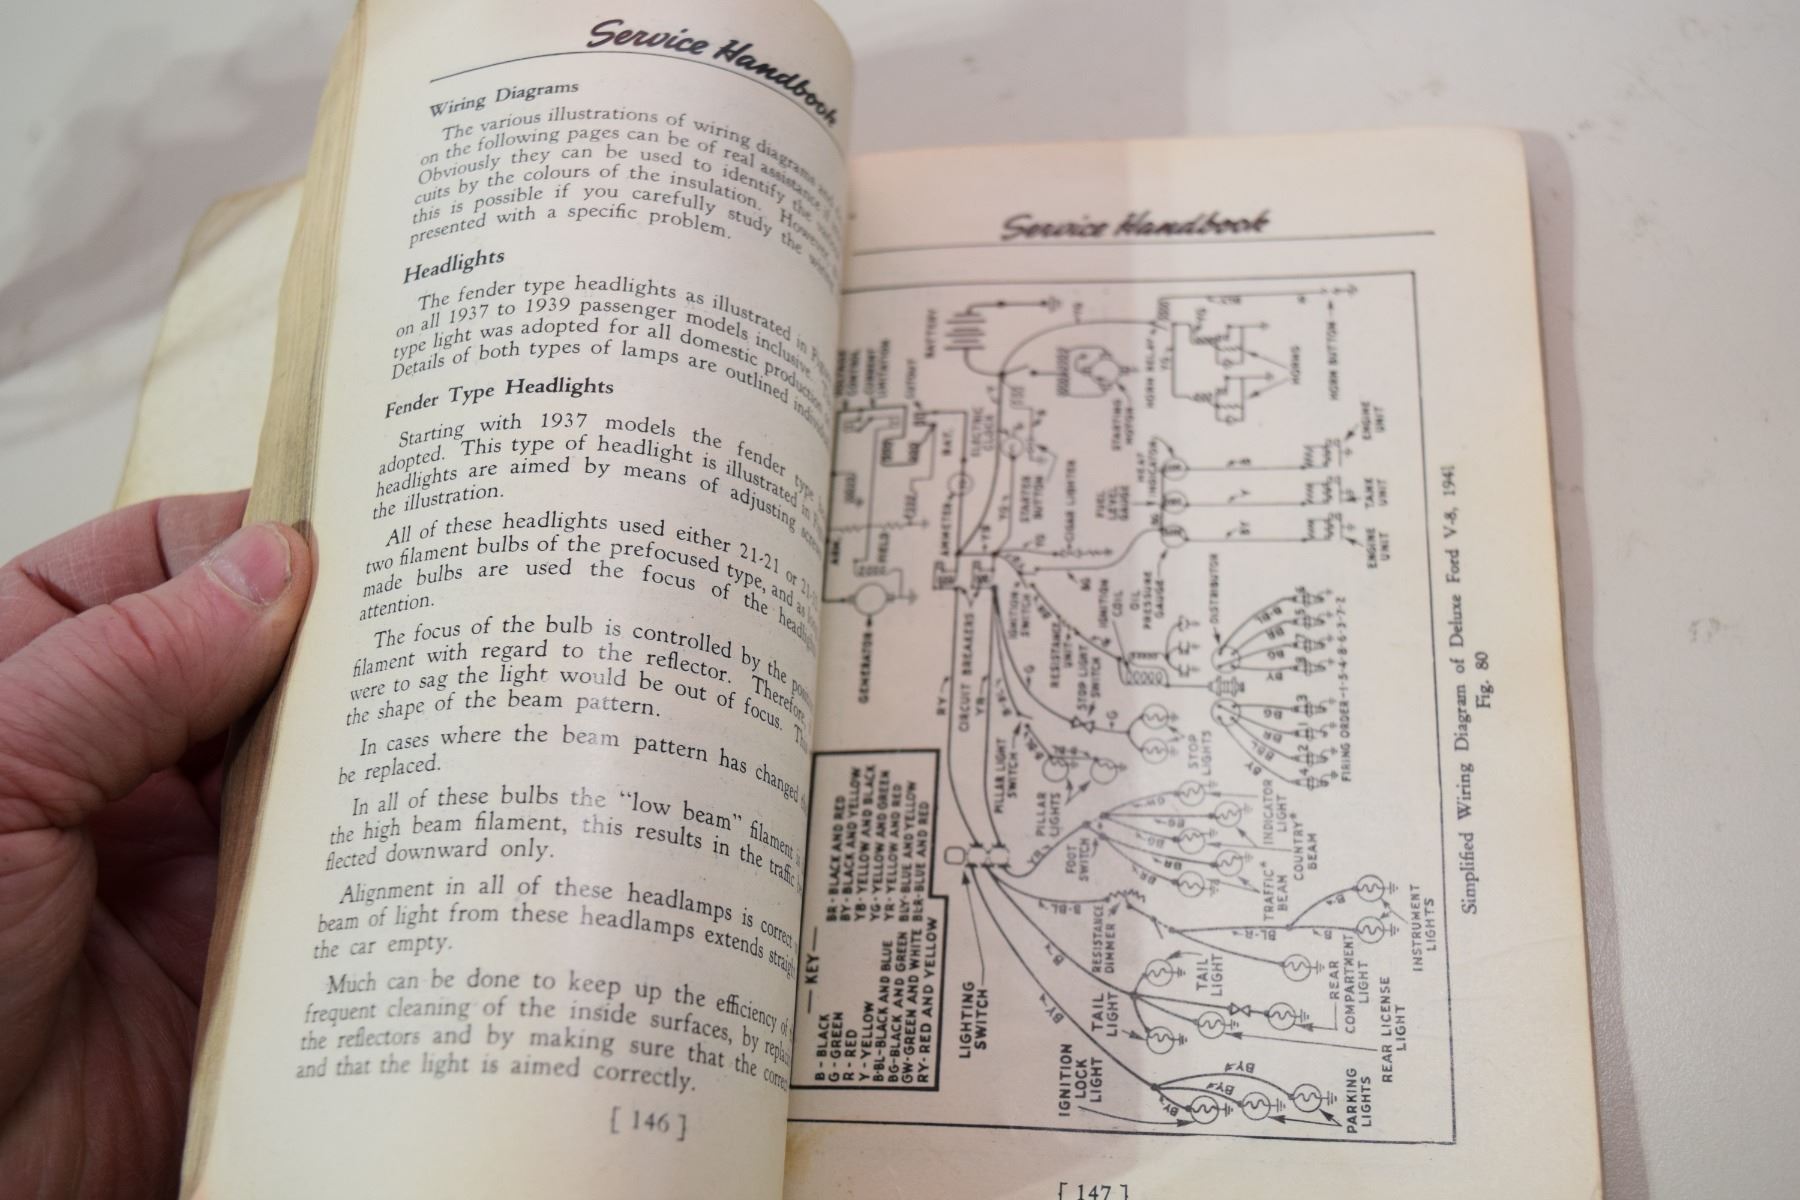 Service Handbook
Wiring Diagrams
The various illustrations of wiring diagrams
on the following pages can be of real assistance
Obviously they can be used to identify the
cuits by the colours of the insulation. However,
this is possible if you carefully study the
presented with a specific problem.
Headlights
The fender type headlights as illustrated in
on all 1937 to 1939 passenger models inclusive.
type light was adopted for all domestic production
Details of both types of lamps are outlined
Fender Type Headlights
Starting with 1937 models the fender type
adopted. This type of headlight is illustrated in
headlights are aimed by means of adjusting
the illustration.
All of these headlights used either 21-21 or
two filament bulbs of the prefocused type, and as
made bulbs are used the focus of the
attention.
The focus of the bulb is controlled by the
filament with regard to the reflector. Therefore,
were to sag the light would be out of focus.
the shape of the beam pattern.
In cases where the beam pattern has changed
be replaced.
In all of these bulbs the "low beam" filament
the high beam filament, this results in the traffic
flected downward only.
Alignment in all of these headlamps is correct
beam of light from these headlamps extends
the car empty.
Much can be done to keep up the efficiency of
frequent cleaning of the inside surfaces, by
the reflectors and by making sure that the
and that the light is aimed correctly.
[ 146 ]
Service Handbook
KEY
B - BLACK
G - GREEN
R - RED
Y - YELLOW
B-BL-BLACK AND BLUE
BG-BLACK AND GREEN
GW-GREEN AND WHITE
RY-RED AND YELLOW
BR-BLACK AND RED
BY-BLACK AND YELLOW
YB-YELLOW AND BLACK
YG-YELLOW AND GREEN
YR-YELLOW AND RED
BLY-BLUE AND YELLOW
BLR-BLUE AND RED
VOLTAGE
CONTROL
CURRENT
LIMITATION
CUTOUT
BATTERY
ARM.
FIELD
GENERATOR
AMMETER
BAT.
ELECTRIC
CLOCK
STARTER
BUTTON
CIGAR LIGHTER
STARTING
MOTOR
HORN RELAY
HORNS
HORN BUTTON
FUEL
LEVEL
GAUGE
HEAT
INDICATOR
ENGINE
UNIT
TANK
UNIT
ENGINE
UNIT
OIL
PRESSURE
GAUGE
IGNITION
COIL
DISTRIBUTOR
IGNITION
SWITCH
RESISTANCE
UNIT
CIRCUIT BREAKERS
STOP LIGHT
SWITCH
STOP
LIGHTS
PILLAR LIGHT
SWITCH
PILLAR
LIGHTS
FIRING ORDER-1-5-4-8-6-3-7-2
FOOT
SWITCH
"TRAFFIC"
BEAM
INDICATOR
LIGHT
"COUNTRY"
BEAM
LIGHTING
SWITCH
RESISTANCE
DIMMER
TAIL
LIGHT
TAIL
LIGHT
REAR
COMPARTMENT
LIGHT
INSTRUMENT
LIGHTS
REAR LICENSE
LIGHT
IGNITION
LOCK
LIGHT
PARKING
LIGHTS
Simplified Wiring Diagram of Deluxe Ford V-8, 1941
Fig. 80
[ 147 ]